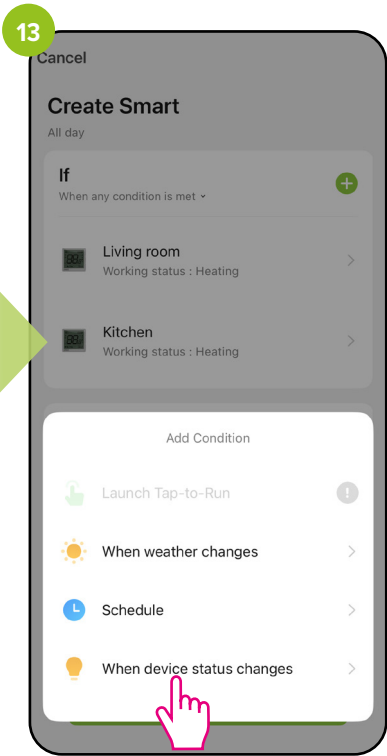 13
Cancel
Create Smart
All day
If
When any condition is met
Living room
Working status : Heating
Kitchen
Working status : Heating
Add Condition
Launch Tap-to-Run
When weather changes
Schedule
When device status changes